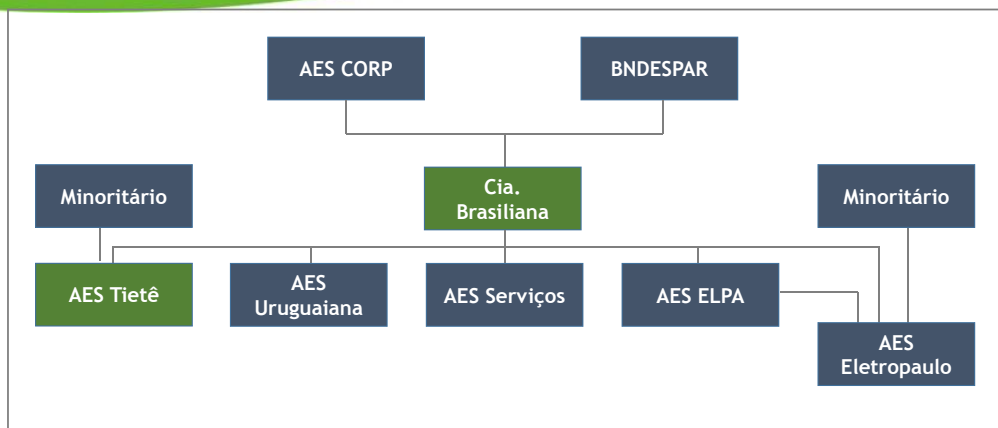 AES CORP
BNDESPAR
Minoritário
Cia.
Brasiliana
Minoritário
AES Tietê
AES
Uruguaiana
AES Serviços
AES ELPA
AES
Eletropaulo